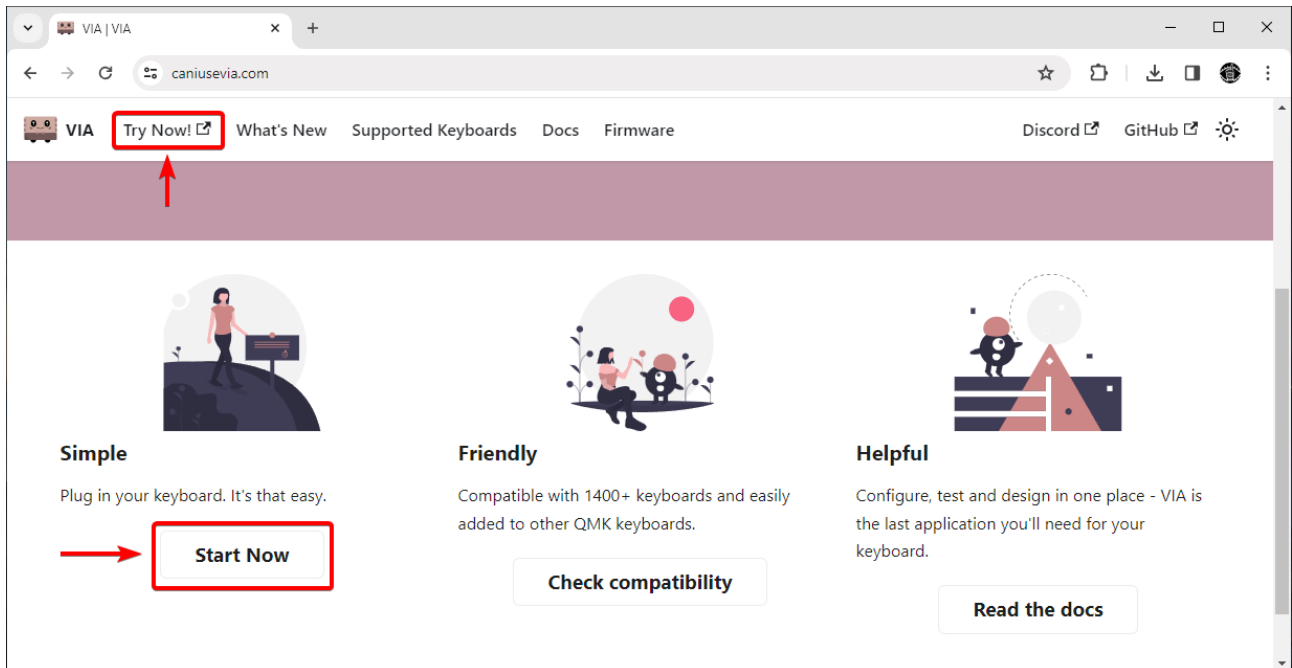 VIA | VIA
caniusevia.com
VIA Try Now! What's New Supported Keyboards Docs Firmware Discord GitHub
Simple
Plug in your keyboard. It's that easy.
Start Now
Friendly
Compatible with 1400+ keyboards and easily
added to other QMK keyboards.
Check compatibility
Helpful
Configure, test and design in one place - VIA is
the last application you'll need for your
keyboard.
Read the docs